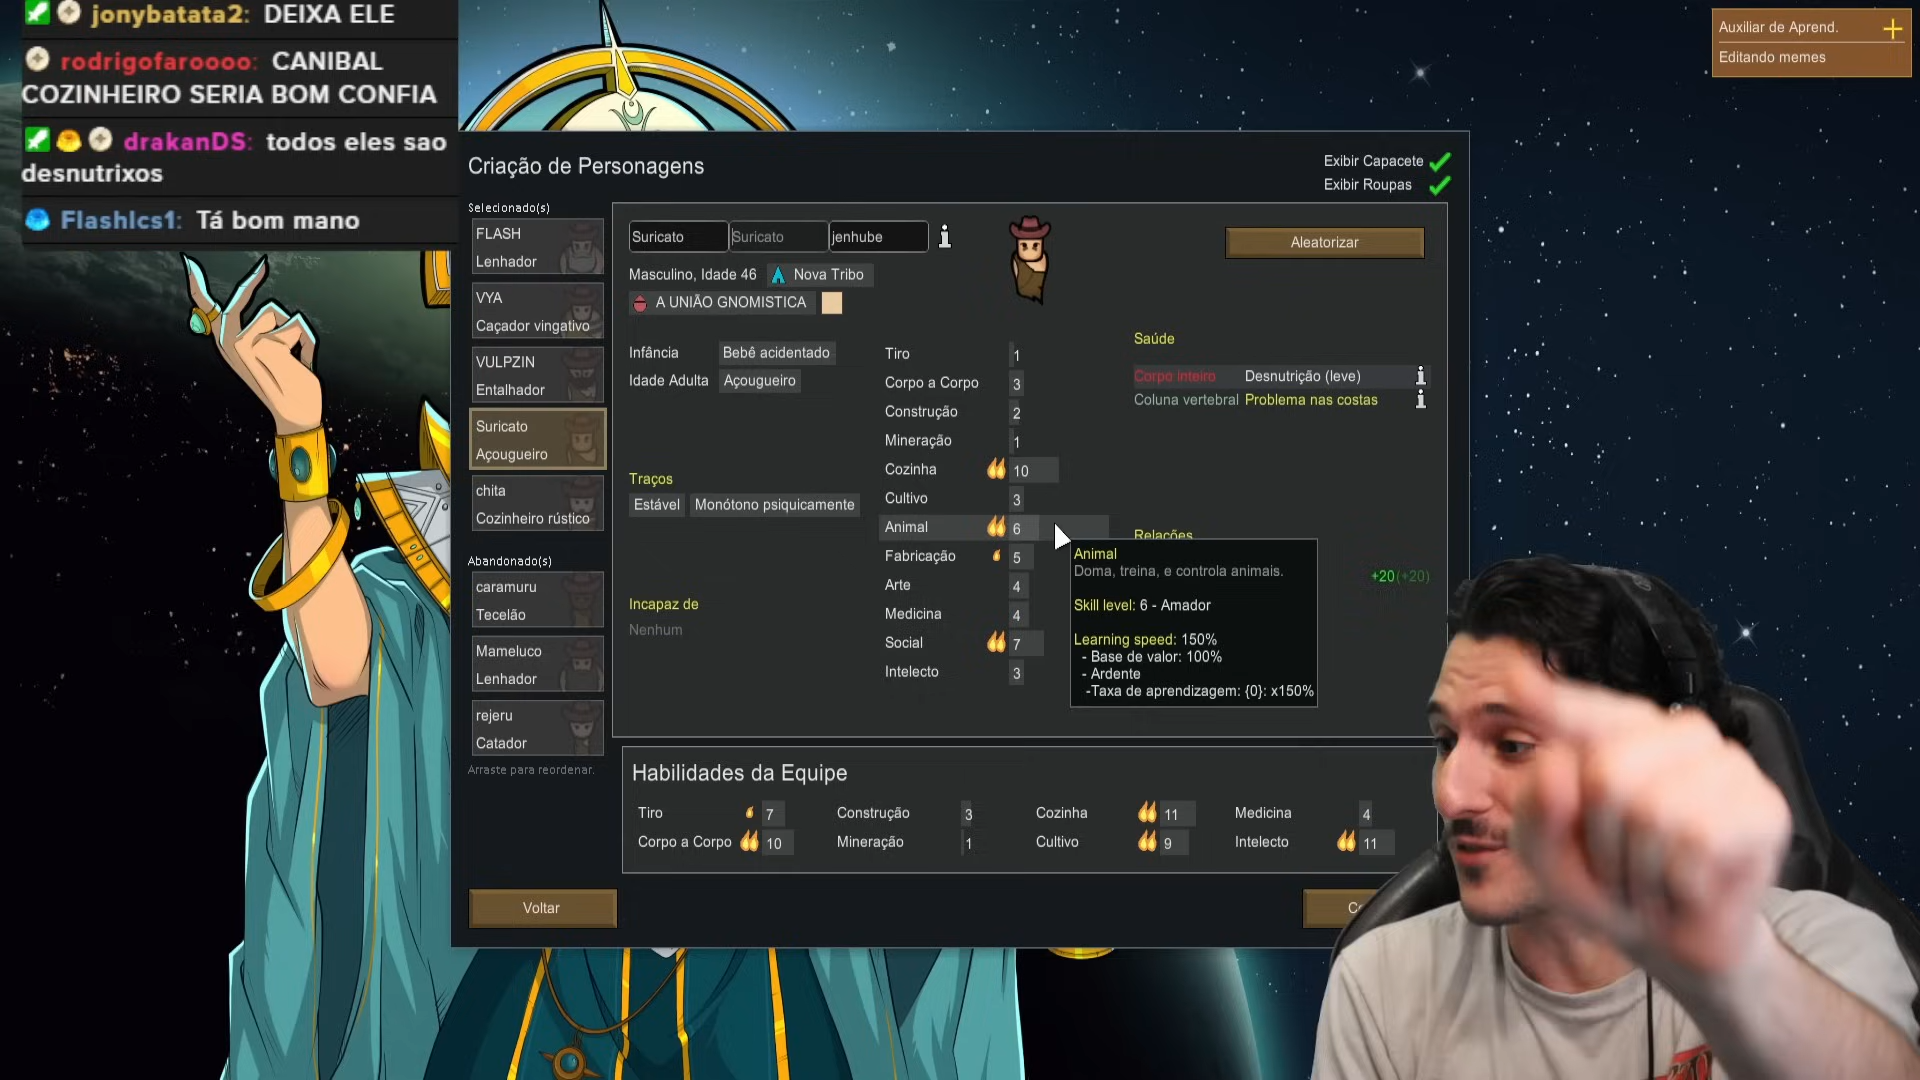 jonybatata2: DEIXA ELE
rodrigofaroooo: CANIBAL
COZINHEIRO SERIA BOM CONFIA
drakanDS: todos eles sao
desnutrixos
Flashlcs1: Tá bom mano
Auxiliar de Aprend.
Editando memes
Criação de Personagens
Exibir Capacete
Exibir Roupas
Selecionado(s)
FLASH
Lenhador
VYA
Caçador vingativo
VULPZIN
Entalhador
Suricato
Açougueiro
chita
Cozinheiro rústico
Abandonado(s)
caramuru
Tecelão
Mameluco
Lenhador
rejeru
Catador
Arraste para reordenar.
Suricato Suricato jenhube
Aleatorizar
Masculino, Idade 46 Nova Tribo
A UNIÃO GNOMISTICA
Infância Bebê acidentado
Idade Adulta Açougueiro
Traços
Estável Monótono psiquicamente
Incapaz de
Nenhum
Tiro 1
Corpo a Corpo 3
Construção 2
Mineração 1
Cozinha 10
Cultivo 3
Animal 6
Fabricação 5
Arte 4
Medicina 4
Social 7
Intelecto 3
Saúde
Corpo inteiro Desnutrição (leve)
Coluna vertebral Problema nas costas
Relações
+20(+20)
Animal
Doma, treina, e controla animais.
Skill level: 6 - Amador
Learning speed: 150%
- Base de valor: 100%
- Ardente
-Taxa de aprendizagem: {0}: x150%
Habilidades da Equipe
Tiro 7 Construção 3 Cozinha 11 Medicina 4
Corpo a Corpo 10 Mineração 1 Cultivo 9 Intelecto 11
Voltar